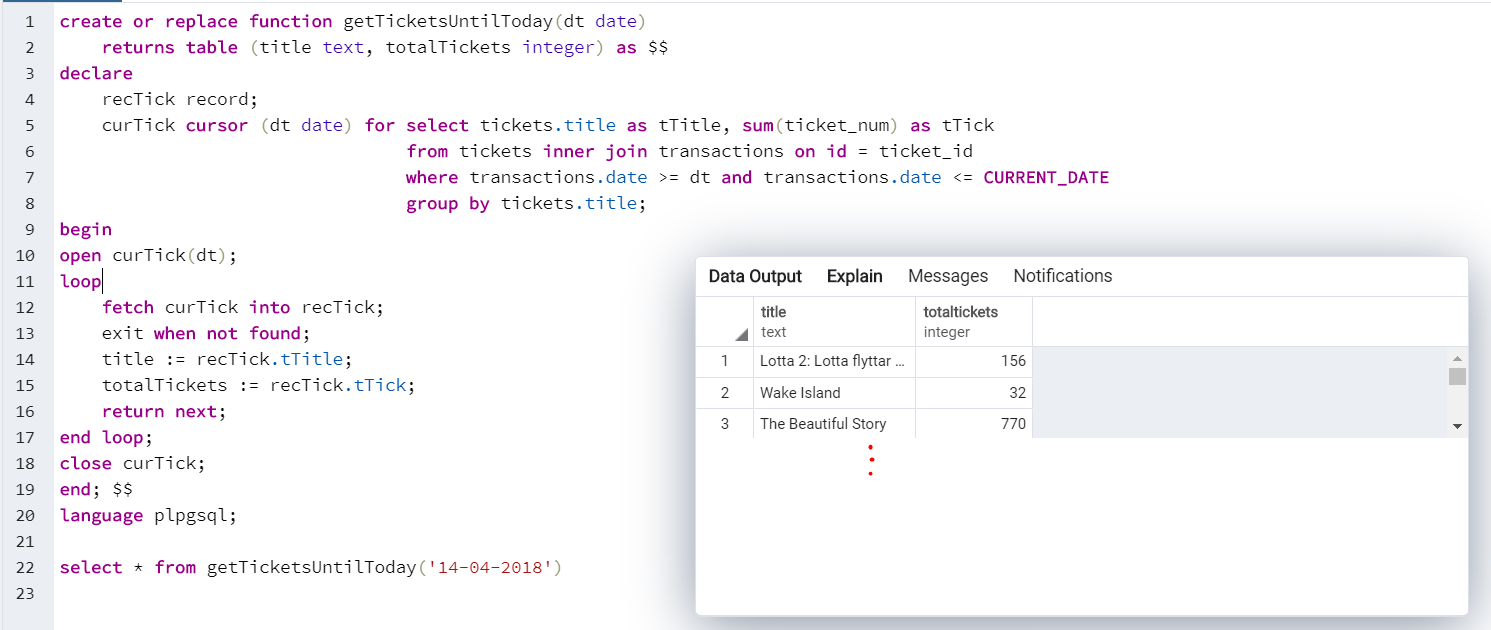 1 create or replace function getTicketsUntilToday(dt date)
2 returns table (title text, totalTickets integer) as $$
3 declare
4 recTick record;
5 curTick cursor (dt date) for select tickets.title as tTitle, sum(ticket_num) as tTick
6 from tickets inner join transactions on id = ticket_id
7 where transactions.date >= dt and transactions.date <= CURRENT_DATE
8 group by tickets.title;
9 begin
10 open curTick(dt);
11 loop
12 fetch curTick into recTick;
13 exit when not found;
14 title := recTick.tTitle;
15 totalTickets := recTick.tTick;
16 return next;
17 end loop;
18 close curTick;
19 end; $$
20 language plpgsql;
21
22 select * from getTicketsUntilToday('14-04-2018')
23
Data Output Explain Messages Notifications
title totaltickets
text integer
1 Lotta 2: Lotta flyttar ... 156
2 Wake Island 32
3 The Beautiful Story 770